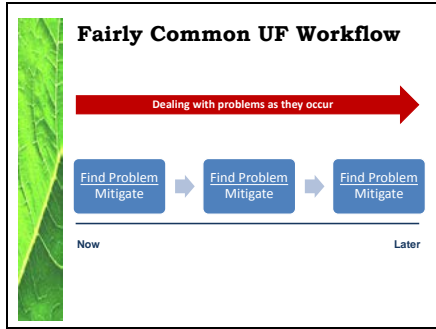 Fairly Common UF Workflow
Dealing with problems as they occur
Find Problem
Mitigate
Find Problem
Mitigate
Find Problem
Mitigate
Now
Later